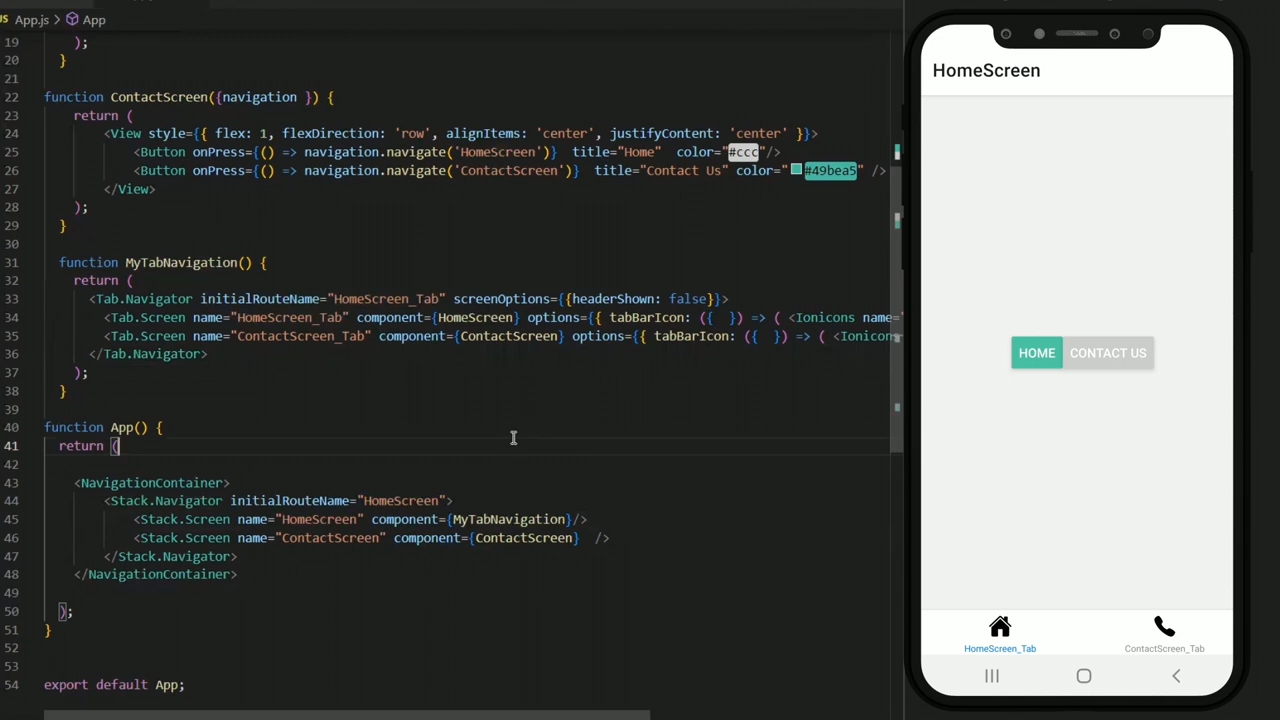 App.js > App
19 );
20 }
21
22 function ContactScreen({navigation }) {
23 return (
24 <View style={{ flex: 1, flexDirection: 'row', alignItems: 'center', justifyContent: 'center' }}>
25 <Button onPress={() => navigation.navigate('HomeScreen')} title="Home" color="#ccc"/>
26 <Button onPress={() => navigation.navigate('ContactScreen')} title="Contact Us" color="#49bea5" />
27 </View>
28 );
29 }
30
31 function MyTabNavigation() {
32 return (
33 <Tab.Navigator initialRouteName="HomeScreen_Tab" screenOptions={{headerShown: false}}>
34 <Tab.Screen name="HomeScreen_Tab" component={HomeScreen} options={{ tabBarIcon: ({ }) => ( <Ionicons name="
35 <Tab.Screen name="ContactScreen_Tab" component={ContactScreen} options={{ tabBarIcon: ({ }) => ( <Ionicon
36 </Tab.Navigator>
37 );
38 }
39
40 function App() {
41 return (
42
43 <NavigationContainer>
44 <Stack.Navigator initialRouteName="HomeScreen">
45 <Stack.Screen name="HomeScreen" component={MyTabNavigation}/>
46 <Stack.Screen name="ContactScreen" component={ContactScreen} />
47 </Stack.Navigator>
48 </NavigationContainer>
49
50 );
51 }
52
53
54 export default App;
HomeScreen
HOME CONTACT US
HomeScreen_Tab ContactScreen_Tab